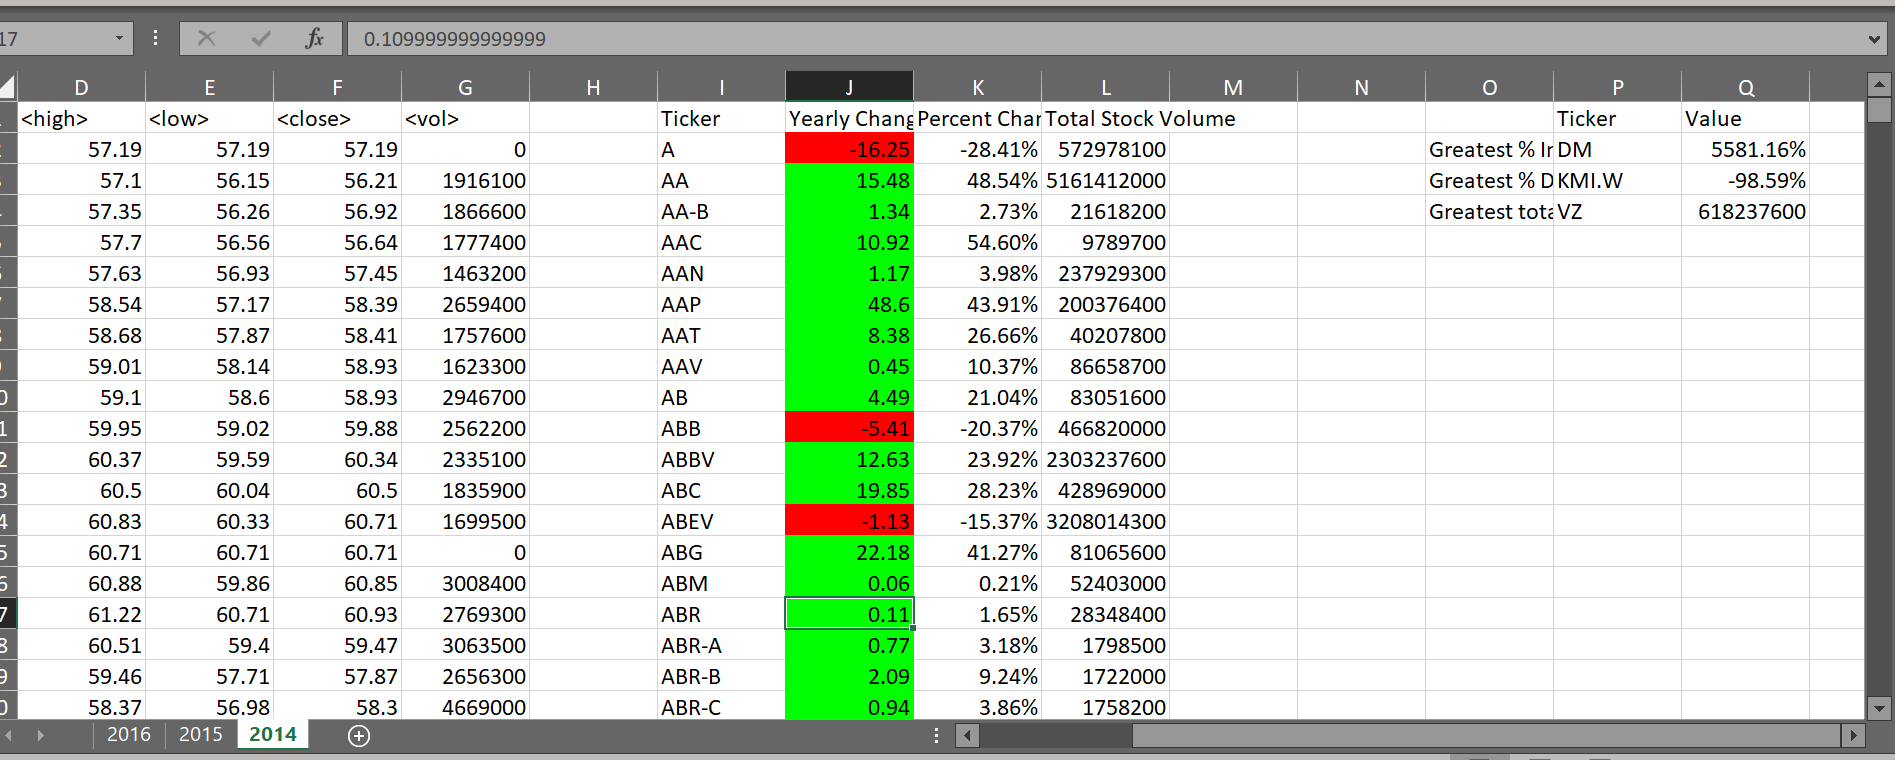 17 fx 0.109999999999999
D E F G H I J K L M N O P Q
<high> <low> <close> <vol> Ticker Yearly Chang Percent Char Total Stock Volume Ticker Value
57.19 57.19 57.19 0 A -16.25 -28.41% 572978100 Greatest % Ir DM 5581.16%
57.1 56.15 56.21 1916100 AA 15.48 48.54% 5161412000 Greatest % D KMI.W -98.59%
57.35 56.26 56.92 1866600 AA-B 1.34 2.73% 21618200 Greatest tota VZ 618237600
57.7 56.56 56.64 1777400 AAC 10.92 54.60% 9789700
57.63 56.93 57.45 1463200 AAN 1.17 3.98% 237929300
58.54 57.17 58.39 2659400 AAP 48.6 43.91% 200376400
58.68 57.87 58.41 1757600 AAT 8.38 26.66% 40207800
59.01 58.14 58.93 1623300 AAV 0.45 10.37% 86658700
0 59.1 58.6 58.93 2946700 AB 4.49 21.04% 83051600
1 59.95 59.02 59.88 2562200 ABB -5.41 -20.37% 466820000
2 60.37 59.59 60.34 2335100 ABBV 12.63 23.92% 2303237600
3 60.5 60.04 60.5 1835900 ABC 19.85 28.23% 428969000
4 60.83 60.33 60.71 1699500 ABEV -1.13 -15.37% 3208014300
5 60.71 60.71 60.71 0 ABG 22.18 41.27% 81065600
6 60.88 59.86 60.85 3008400 ABM 0.06 0.21% 52403000
7 61.22 60.71 60.93 2769300 ABR 0.11 1.65% 28348400
8 60.51 59.4 59.47 3063500 ABR-A 0.77 3.18% 1798500
9 59.46 57.71 57.87 2656300 ABR-B 2.09 9.24% 1722000
0 58.37 56.98 58.3 4669000 ABR-C 0.94 3.86% 1758200
2016 2015 2014